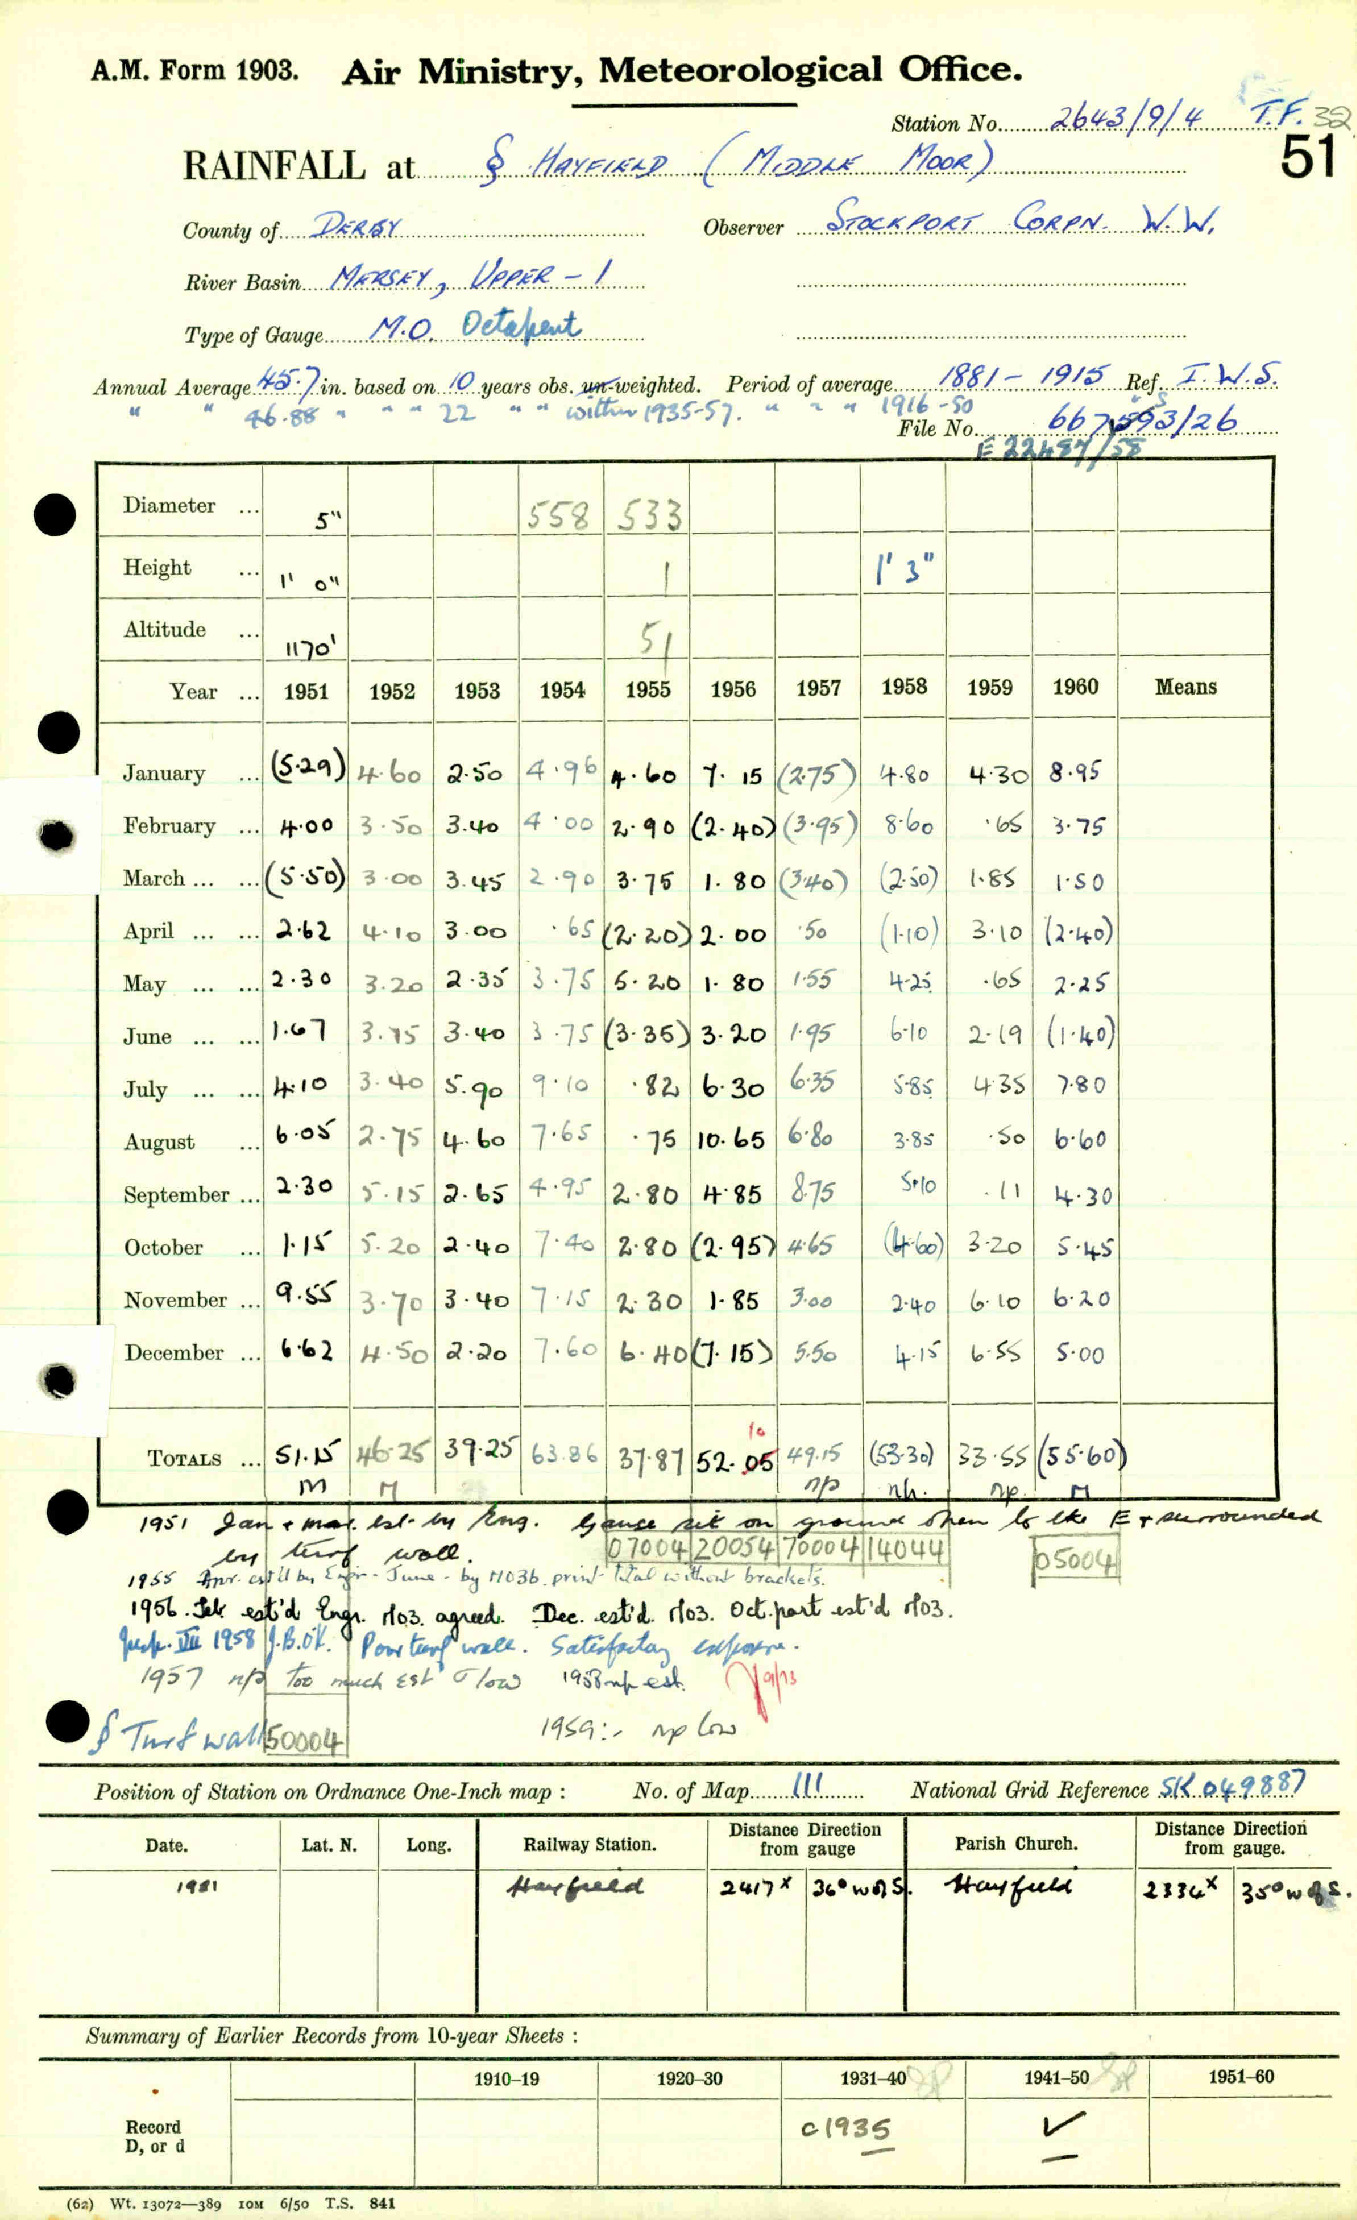 A.M. Form 1903. Air Ministry, Meteorological Office.
Station No. 2643/9/4 T.F. 32
51
RAINFALL at § HAYFIELD (MIDDLE MOOR)
County of DERBY Observer STOCKPORT CORPN. W.W.
River Basin MERSEY, UPPER - 1
Type of Gauge M.O. Octapent
Annual Average 45.7 in. based on 10 years obs. un-weighted. Period of average 1881 - 1915 Ref. I.W.S.
" " 46.88 " " " 22 " " within 1935-57. " " " 1916-50 " S
File No. 667593/26
E 22487/58
Diameter ... 5" 558 533
Height ... 1' 0" 1 1' 3"
Altitude ... 1170' 51
Year ... 1951 1952 1953 1954 1955 1956 1957 1958 1959 1960 Means
January ... (5.29) 4.60 2.50 4.96 4.60 7.15 (2.75) 4.80 4.30 8.95
February ... 4.00 3.50 3.40 4.00 2.90 (2.40) (3.95) 8.60 .65 3.75
March ... ... (5.50) 3.00 3.45 2.90 3.75 1.80 (3.40) (2.50) 1.85 1.50
April ... ... 2.62 4.10 3.00 .65 (2.20) 2.00 .50 (1.10) 3.10 (2.40)
May ... ... 2.30 3.20 2.35 3.75 5.20 1.80 1.55 4.25 .65 2.25
June ... ... 1.67 3.15 3.40 3.75 (3.35) 3.20 1.95 6.10 2.19 (1.40)
July ... ... 4.10 3.40 5.90 9.10 .82 6.30 6.35 5.85 4.35 7.80
August ... 6.05 2.75 4.60 7.65 .75 10.65 6.80 3.85 .50 6.60
September ... 2.30 5.15 2.65 4.95 2.80 4.85 8.75 5.10 .11 4.30
October ... 1.15 5.20 2.40 7.40 2.80 (2.95) 4.65 (4.60) 3.20 5.45
November ... 9.55 3.70 3.40 7.15 2.30 1.85 3.00 2.40 6.10 6.20
December ... 6.62 4.50 2.20 7.60 6.40 (7.15) 5.50 4.15 6.55 5.00
10
TOTALS ... 51.15 46.25 39.25 63.86 37.87 52.05 49.15 (53.30) 33.55 (55.60)
M M np nh. np. M
1951 Jan + Mar. est. by Eng. Gauge set on ground open to the E + surrounded
by turf wall. 07004 20054 70004 14044 05004
1955 Apr. est'd by Engr. June - by MO3b. print total without brackets.
1956. Feb. est'd Engr. MO3. agreed. Dec. est'd. MO3. Oct. part est'd MO3.
Insp. VII 1958 J.B. OK. Poor turf wall. Satisfactory exposure.
1957 np too much est & low 1958 np est. 9/73
§ Turf wall 50004 1959:- np low
Position of Station on Ordnance One-Inch map : No. of Map 111 National Grid Reference SK 049887
Date. Lat. N. Long. Railway Station. Distance Direction from gauge Parish Church. Distance Direction from gauge.
1921 Hayfield 2417x 36° W of S. Hayfield 2334x 35° W of S.
Summary of Earlier Records from 10-year Sheets :
1910-19 1920-30 1931-40 1941-50 1951-60
Record
D, or d c1935 ✓
(62) Wt. 13072—389 10M 6/50 T.S. 841